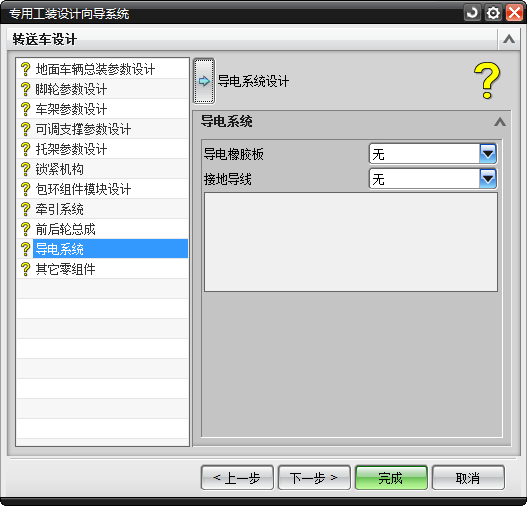 专用工装设计向导系统
转送车设计
地面车辆总装参数设计
脚轮参数设计
车架参数设计
可调支撑参数设计
托架参数设计
锁紧机构
包环组件模块设计
牵引系统
前后轮总成
导电系统
其它零组件
导电系统设计
导电系统
导电橡胶板
无
接地导线
无
< 上一步
下一步 >
完成
取消